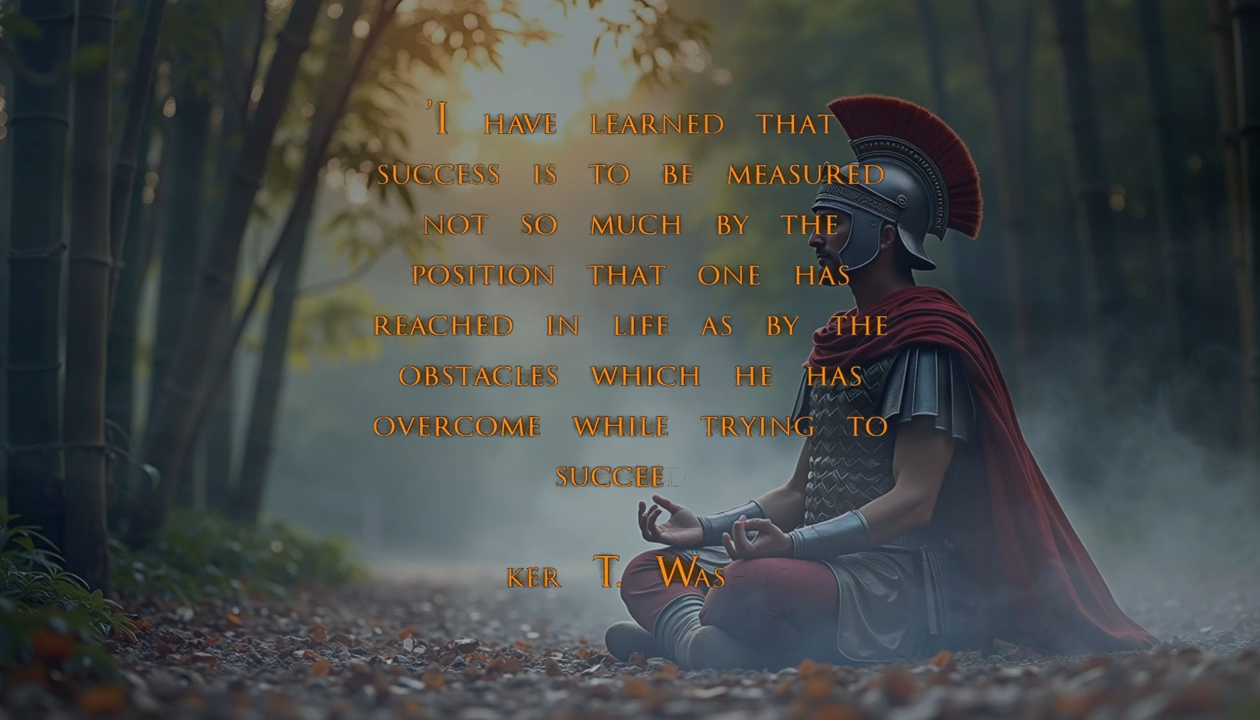 'I have learned that
success is to be measured
not so much by the
position that one has
reached in life as by the
obstacles which he has
overcome while trying to
succee
ker T. Was